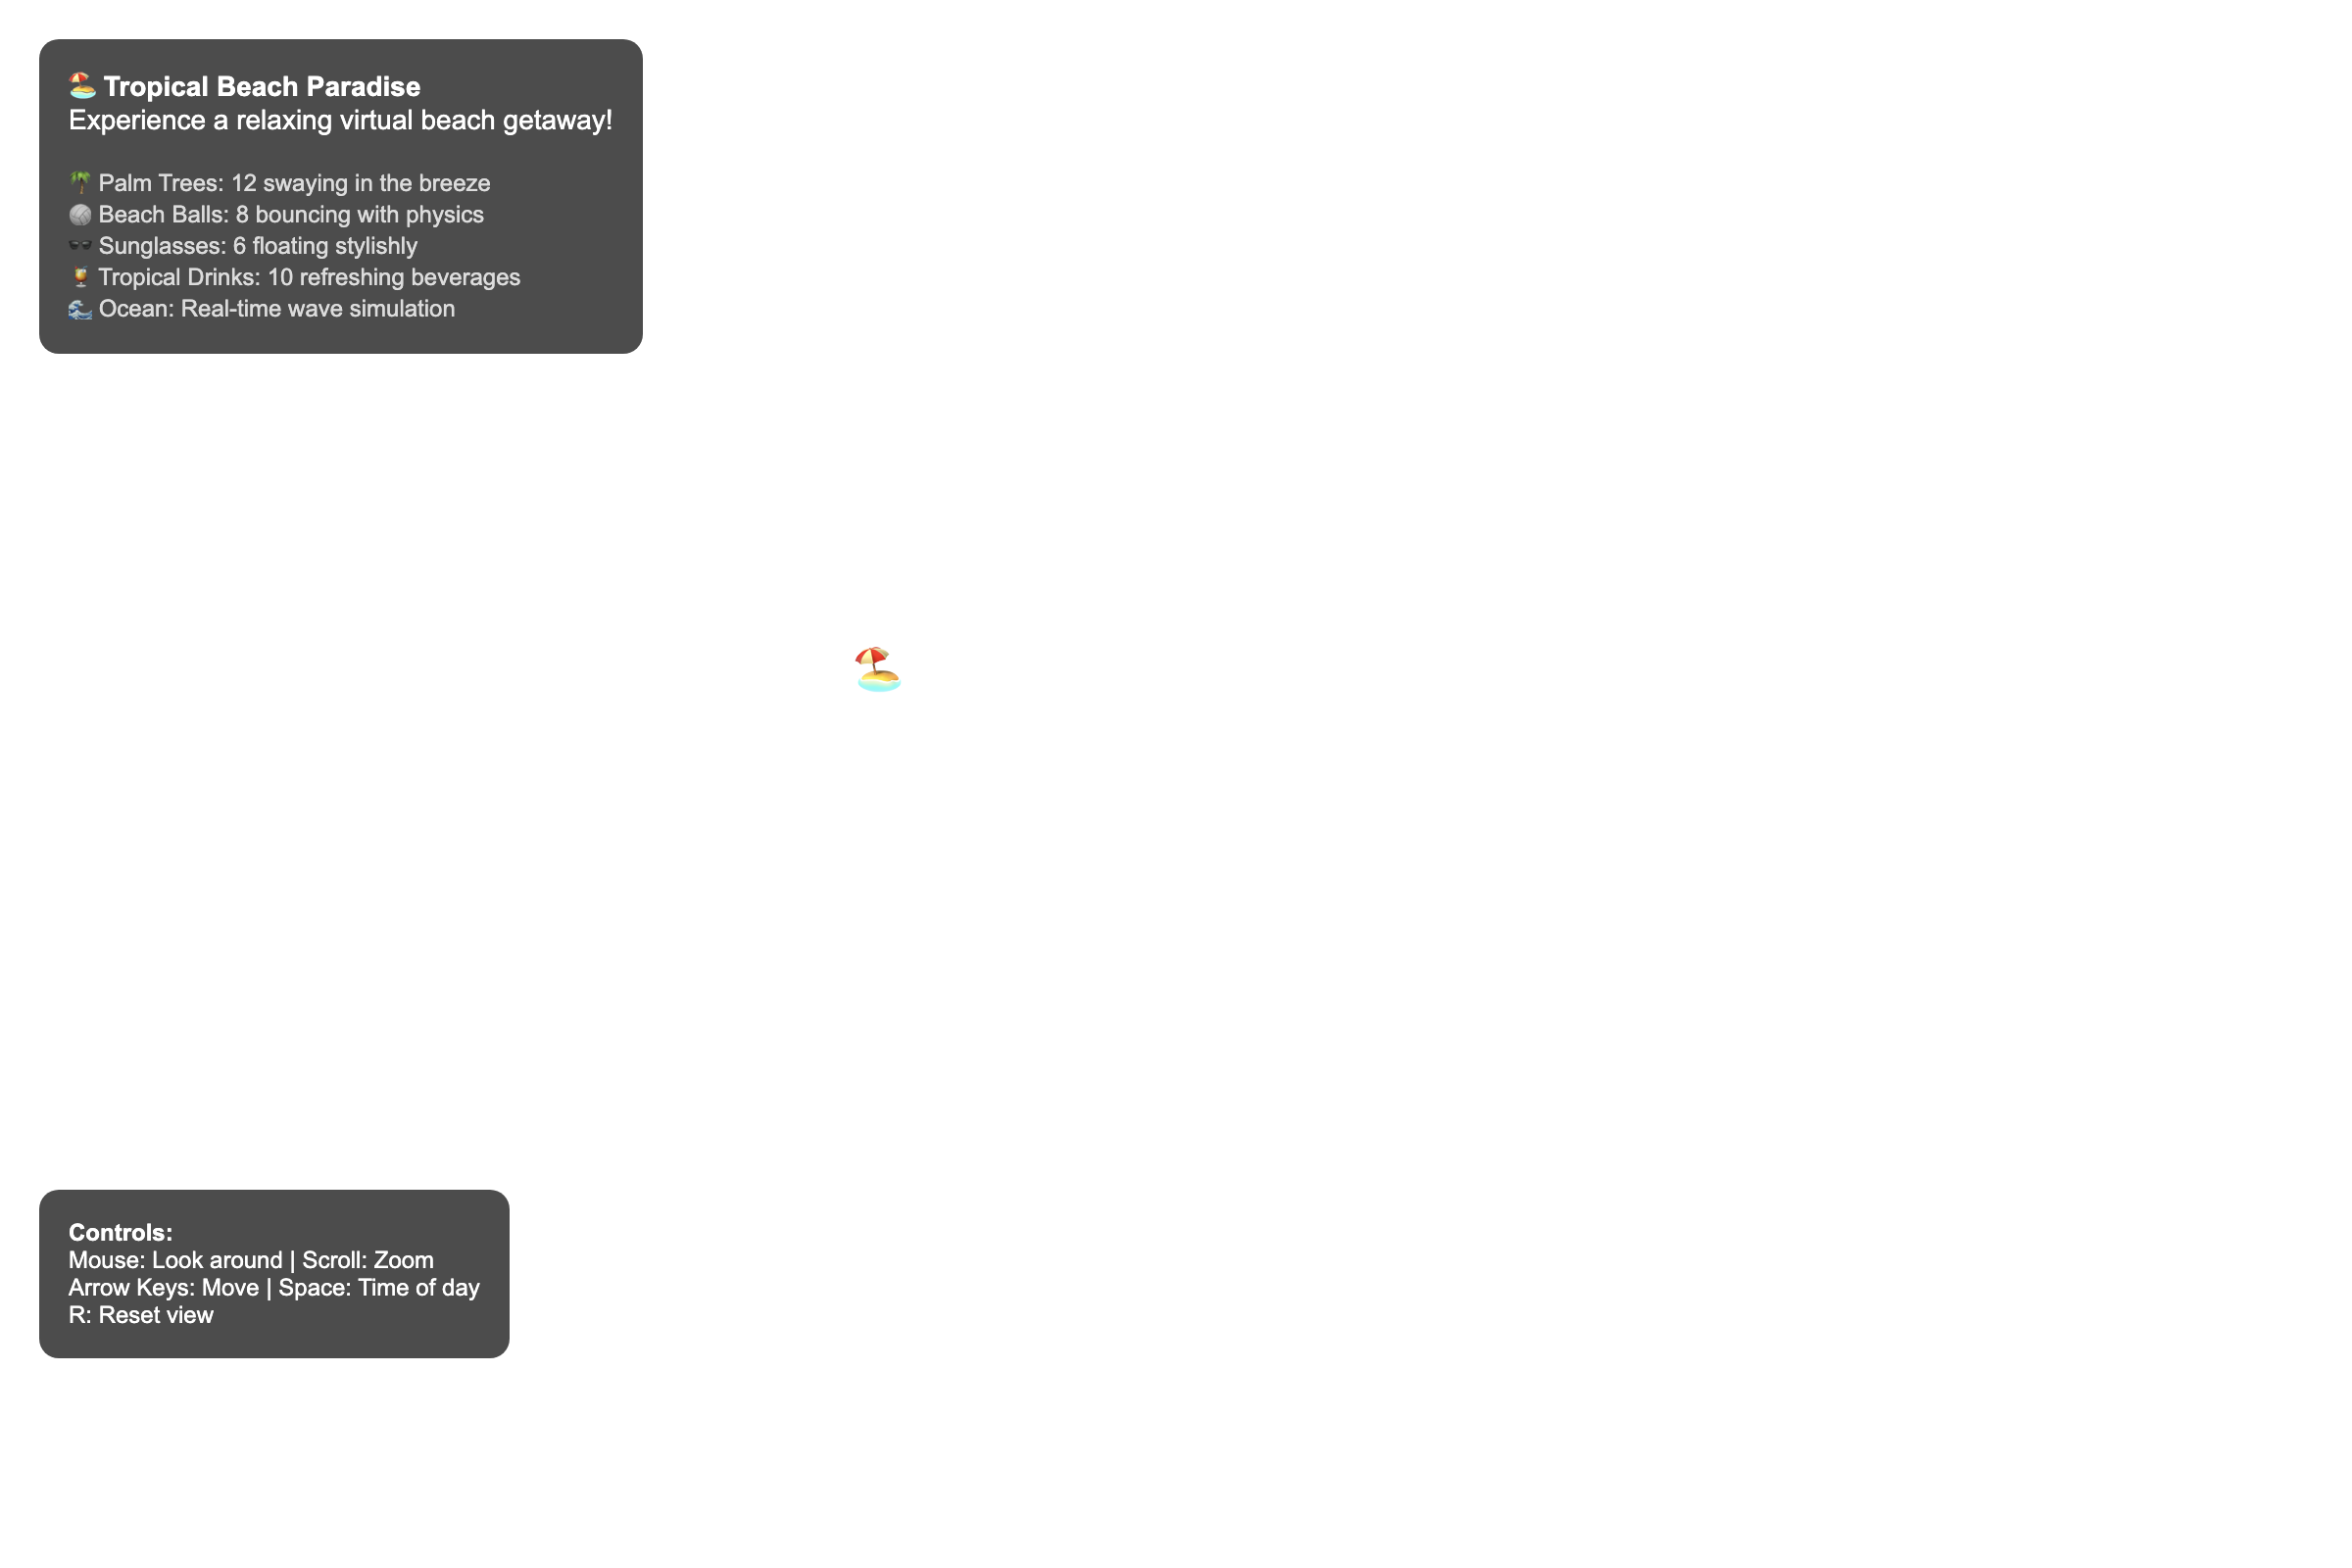 🏖️ Tropical Beach Paradise
Experience a relaxing virtual beach getaway!
🌴 Palm Trees: 12 swaying in the breeze
🏐 Beach Balls: 8 bouncing with physics
🕶️ Sunglasses: 6 floating stylishly
🍹 Tropical Drinks: 10 refreshing beverages
🌊 Ocean: Real-time wave simulation
🏖️
Controls:
Mouse: Look around | Scroll: Zoom
Arrow Keys: Move | Space: Time of day
R: Reset view